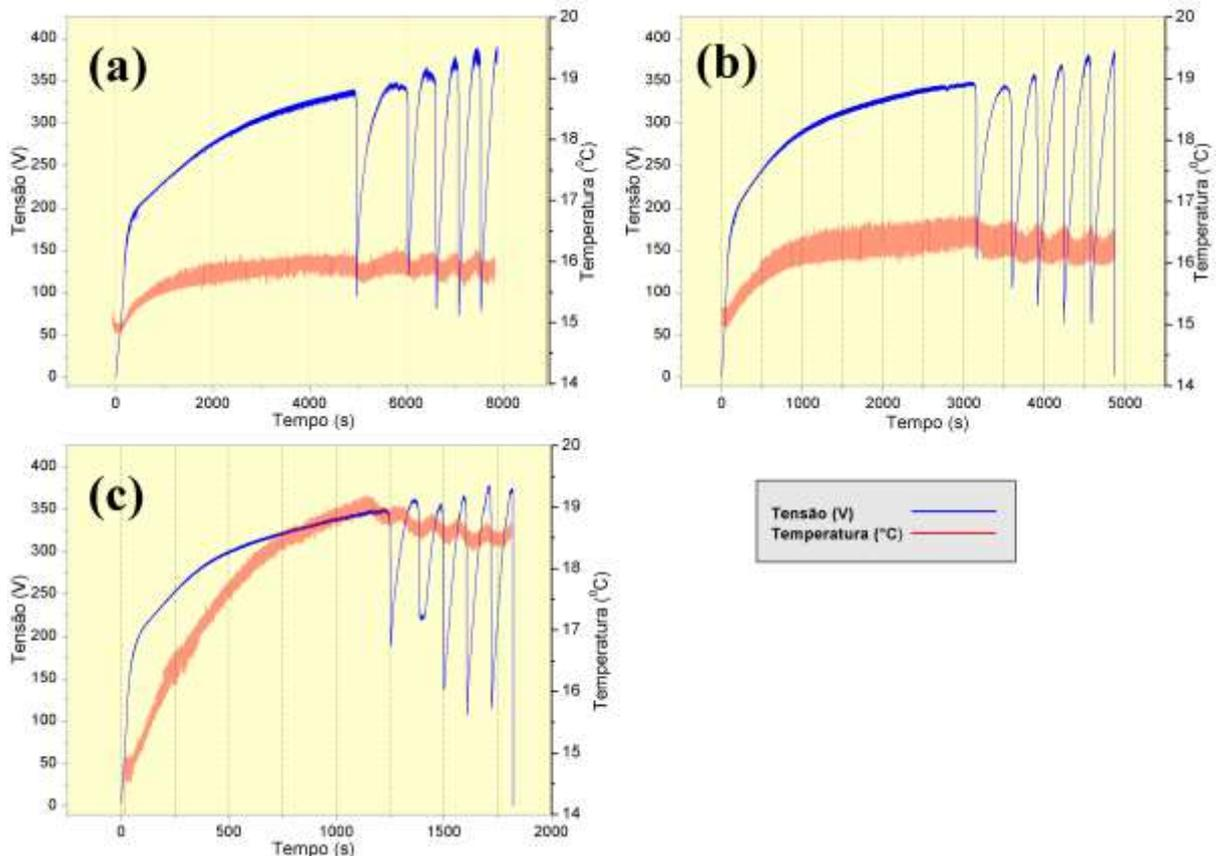 (a)
Tensão (V)
400
350
300
250
200
150
100
50
0
20
19
18
17
16
15
14
Temperatura (°C)
0 2000 4000 6000 8000
Tempo (s)
(b)
Tensão (V)
400
350
300
250
200
150
100
50
0
20
19
18
17
16
15
14
Temperatura (⁰C)
0 1000 2000 3000 4000 5000
Tempo (s)
(c)
Tensão (V)
400
350
300
250
200
150
100
50
0
20
19
18
17
16
15
14
Temperatura (⁰C)
0 500 1000 1500 2000
Tempo (s)
Tensão (V)
Temperatura (°C)